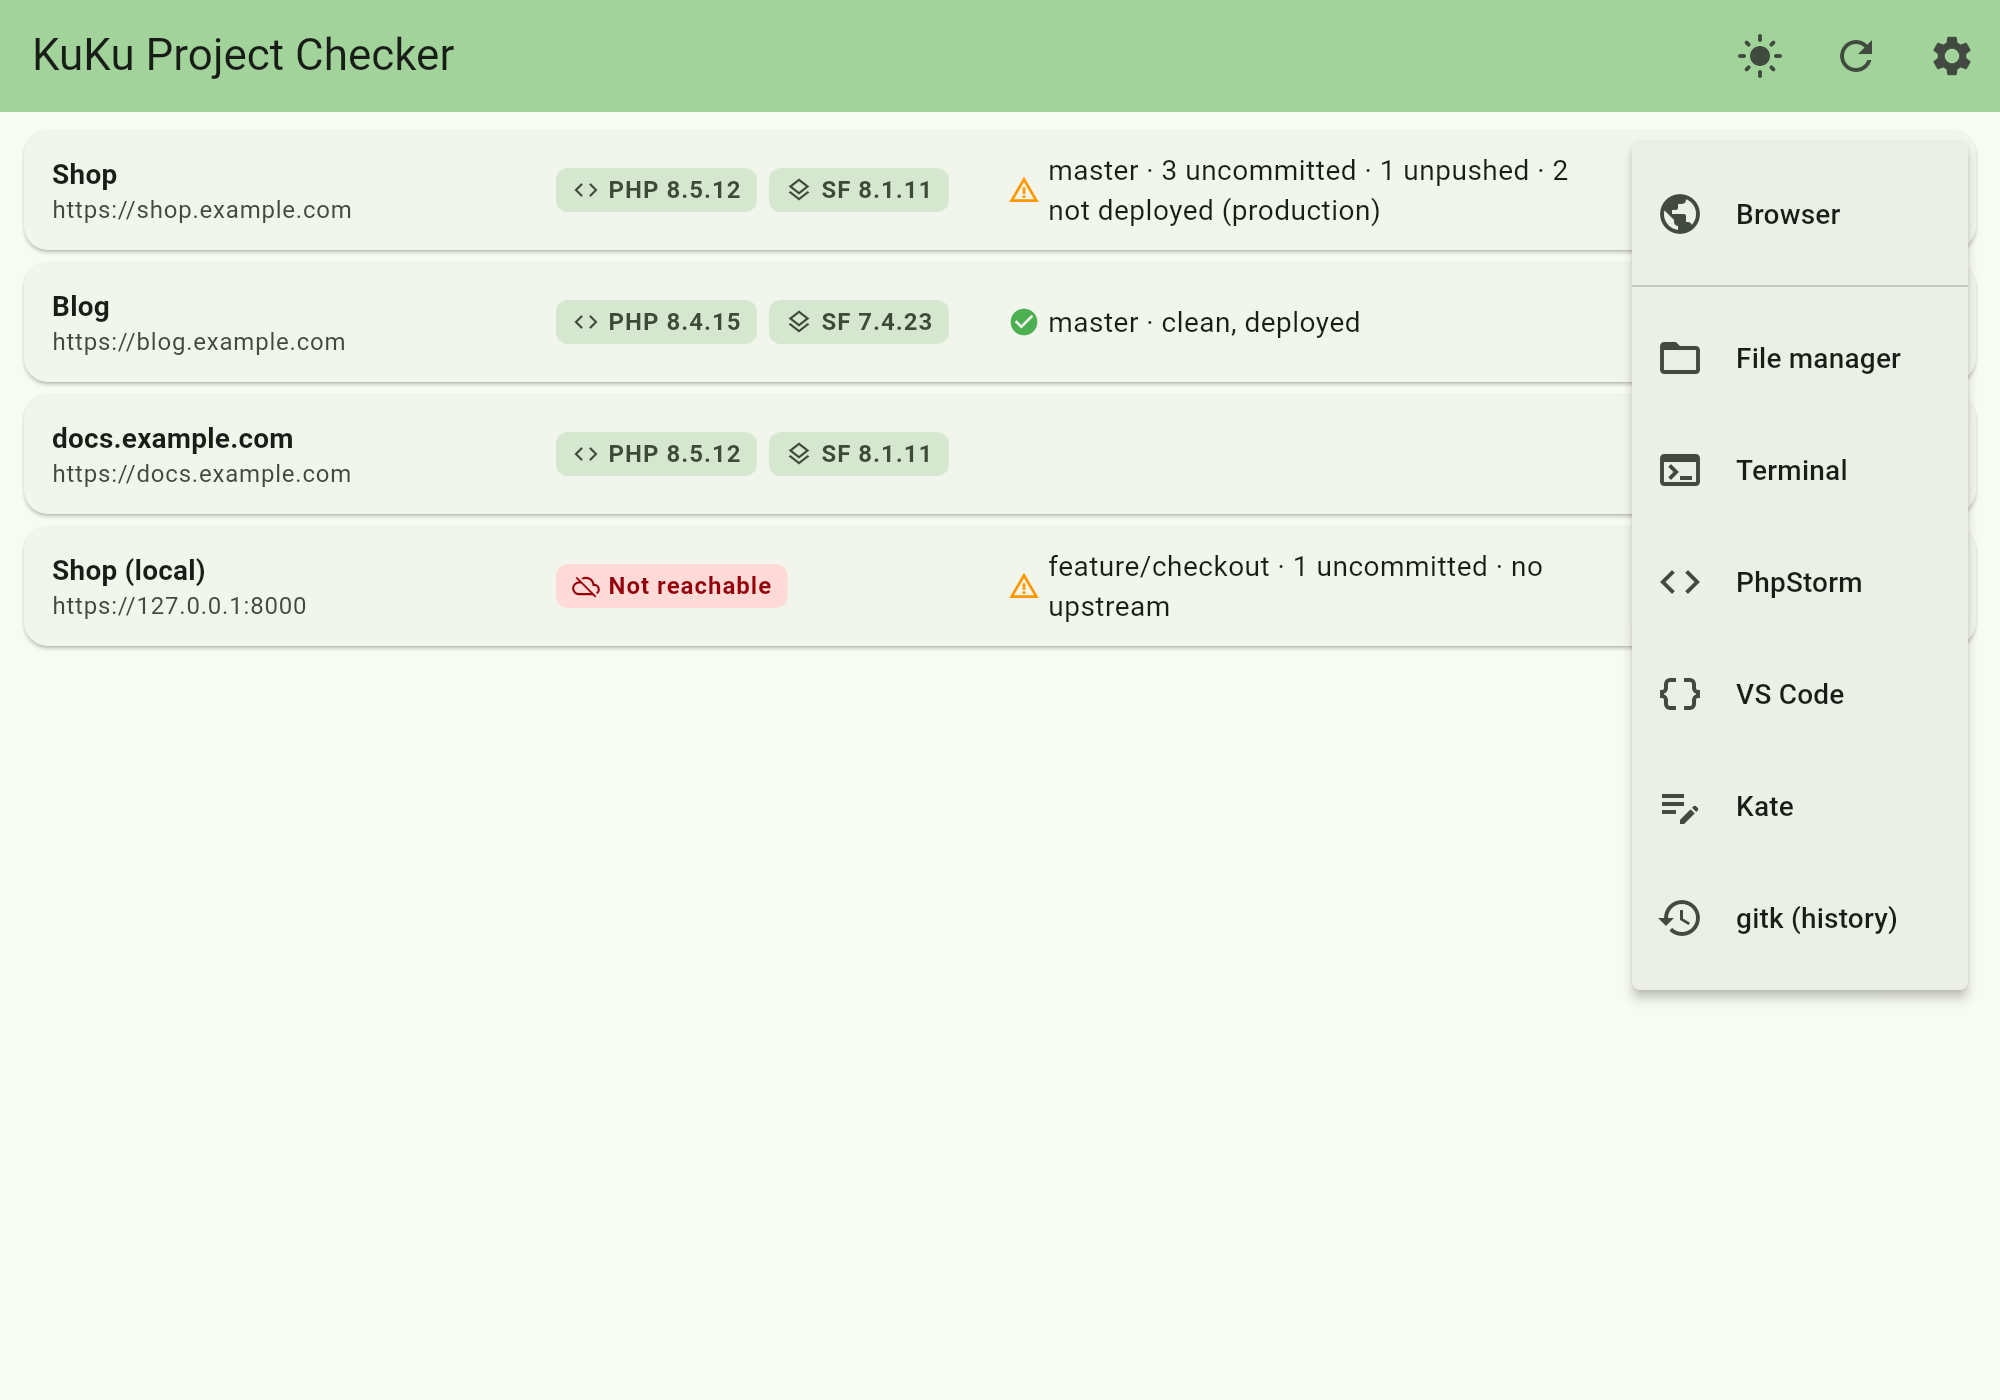 KuKu Project Checker
Shop
https://shop.example.com
PHP 8.5.12
SF 8.1.11
master · 3 uncommitted · 1 unpushed · 2
not deployed (production)
Blog
https://blog.example.com
PHP 8.4.15
SF 7.4.23
master · clean, deployed
docs.example.com
https://docs.example.com
PHP 8.5.12
SF 8.1.11
Shop (local)
https://127.0.0.1:8000
Not reachable
feature/checkout · 1 uncommitted · no
upstream
Browser
File manager
Terminal
PhpStorm
VS Code
Kate
gitk (history)